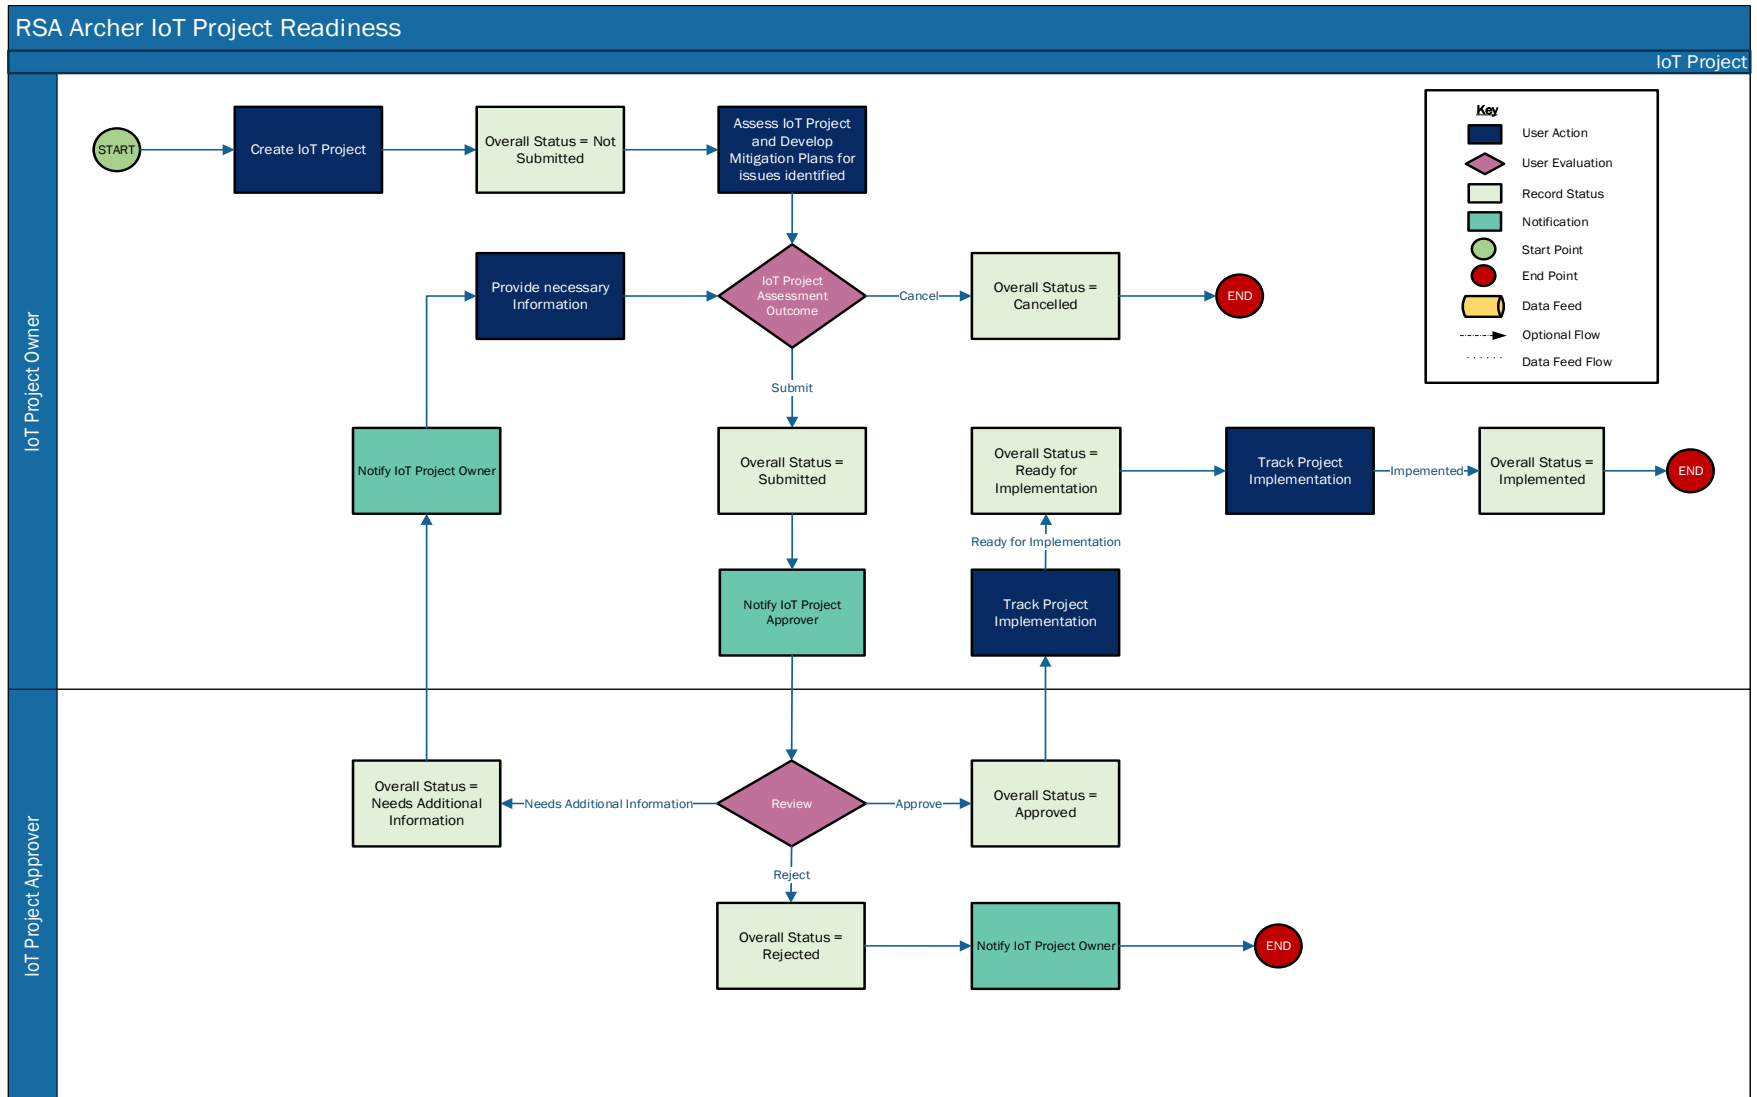 RSA Archer IoT Project Readiness
IoT Project
IoT Project Owner
START
Create IoT Project
Overall Status = Not
Submitted
Assess IoT Project
and Develop
Mitigation Plans for
issues identified
Key
User Action
User Evaluation
Record Status
Notification
Start Point
End Point
Data Feed
Optional Flow
Data Feed Flow
Provide necessary
Information
IoT Project
Assessment
Outcome
Cancel
Overall Status =
Cancelled
END
Submit
Notify IoT Project Owner
Overall Status =
Submitted
Overall Status =
Ready for
Implementation
Track Project
Implementation
Impemented
Overall Status =
Implemented
END
Ready for Implementation
Notify IoT Project
Approver
Track Project
Implementation
IoT Project Approver
Overall Status =
Needs Additional
Information
Needs Additional Information
Review
Approve
Overall Status =
Approved
Reject
Overall Status =
Rejected
Notify IoT Project Owner
END